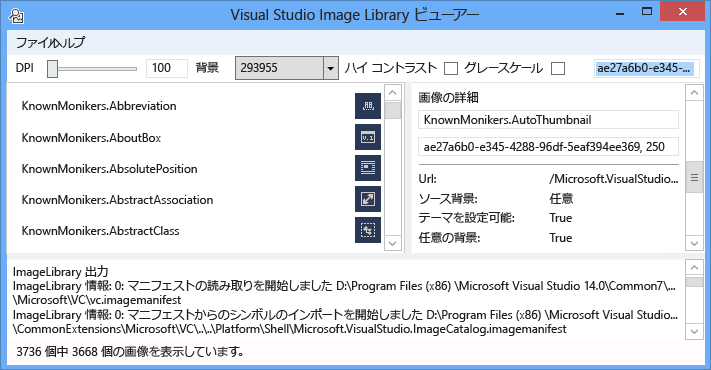 Visual Studio Image Library ビューアー
ファイルヘルプ
DPI 100 背景 293955 ハイ コントラスト グレースケール ae27a6b0-e345-...
KnownMonikers.Abbreviation
KnownMonikers.AboutBox
KnownMonikers.AbsolutePosition
KnownMonikers.AbstractAssociation
KnownMonikers.AbstractClass
画像の詳細
KnownMonikers.AutoThumbnail
ae27a6b0-e345-4288-96df-5eaf394ee369, 250
Url: /Microsoft.VisualStudio...
ソース背景: 任意
テーマを設定可能: True
任意の背景: True
ImageLibrary 出力
ImageLibrary 情報: 0: マニフェストの読み取りを開始しました D:\Program Files (x86) \Microsoft Visual Studio 14.0\Common7\...
\Microsoft\VC\vc.imagemanifest
ImageLibrary 情報: 0: マニフェストからのシンボルのインポートを開始しました D:\Program Files (x86) \Microsoft Visual Studio...
\CommonExtensions\Microsoft\VC\..\..\Platform\Shell\Microsoft.VisualStudio.ImageCatalog.imagemanifest
3736 個中 3668 個の画像を表示しています。